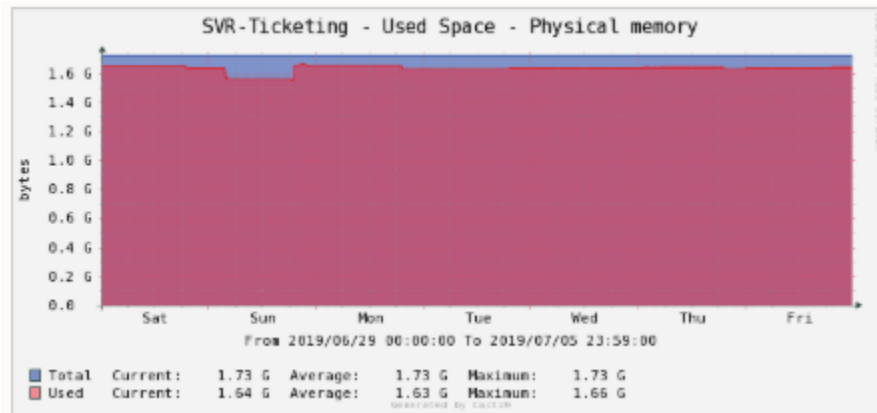 SVR-Ticketing - Used Space - Physical memory
1.6 G
1.4 G
1.2 G
1.0 G
0.8 G
0.6 G
0.4 G
0.2 G
0.0
bytes
Sat Sun Mon Tue Wed Thu Fri
From 2019/06/29 00:00:00 To 2019/07/05 23:59:00
Total Current: 1.73 G Average: 1.73 G Maximum: 1.73 G
Used Current: 1.64 G Average: 1.63 G Maximum: 1.66 G
Generated by Cacti®